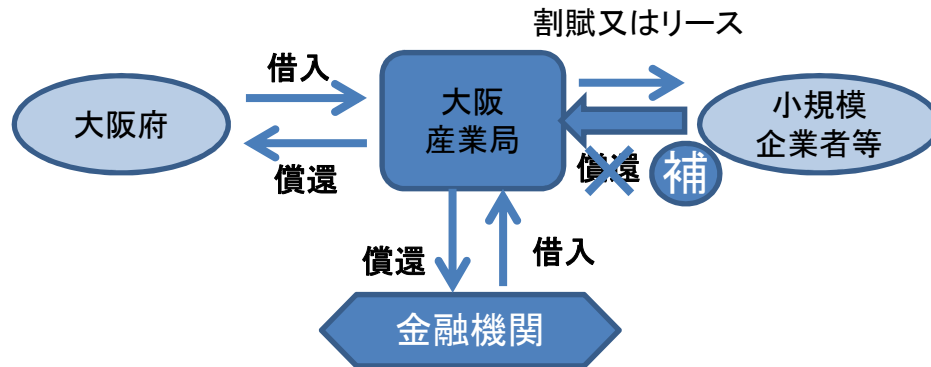 割賦又はリース
借入
大阪府
償還
大阪
産業局
小規模
企業者等
償還
補
償還
借入
金融機関